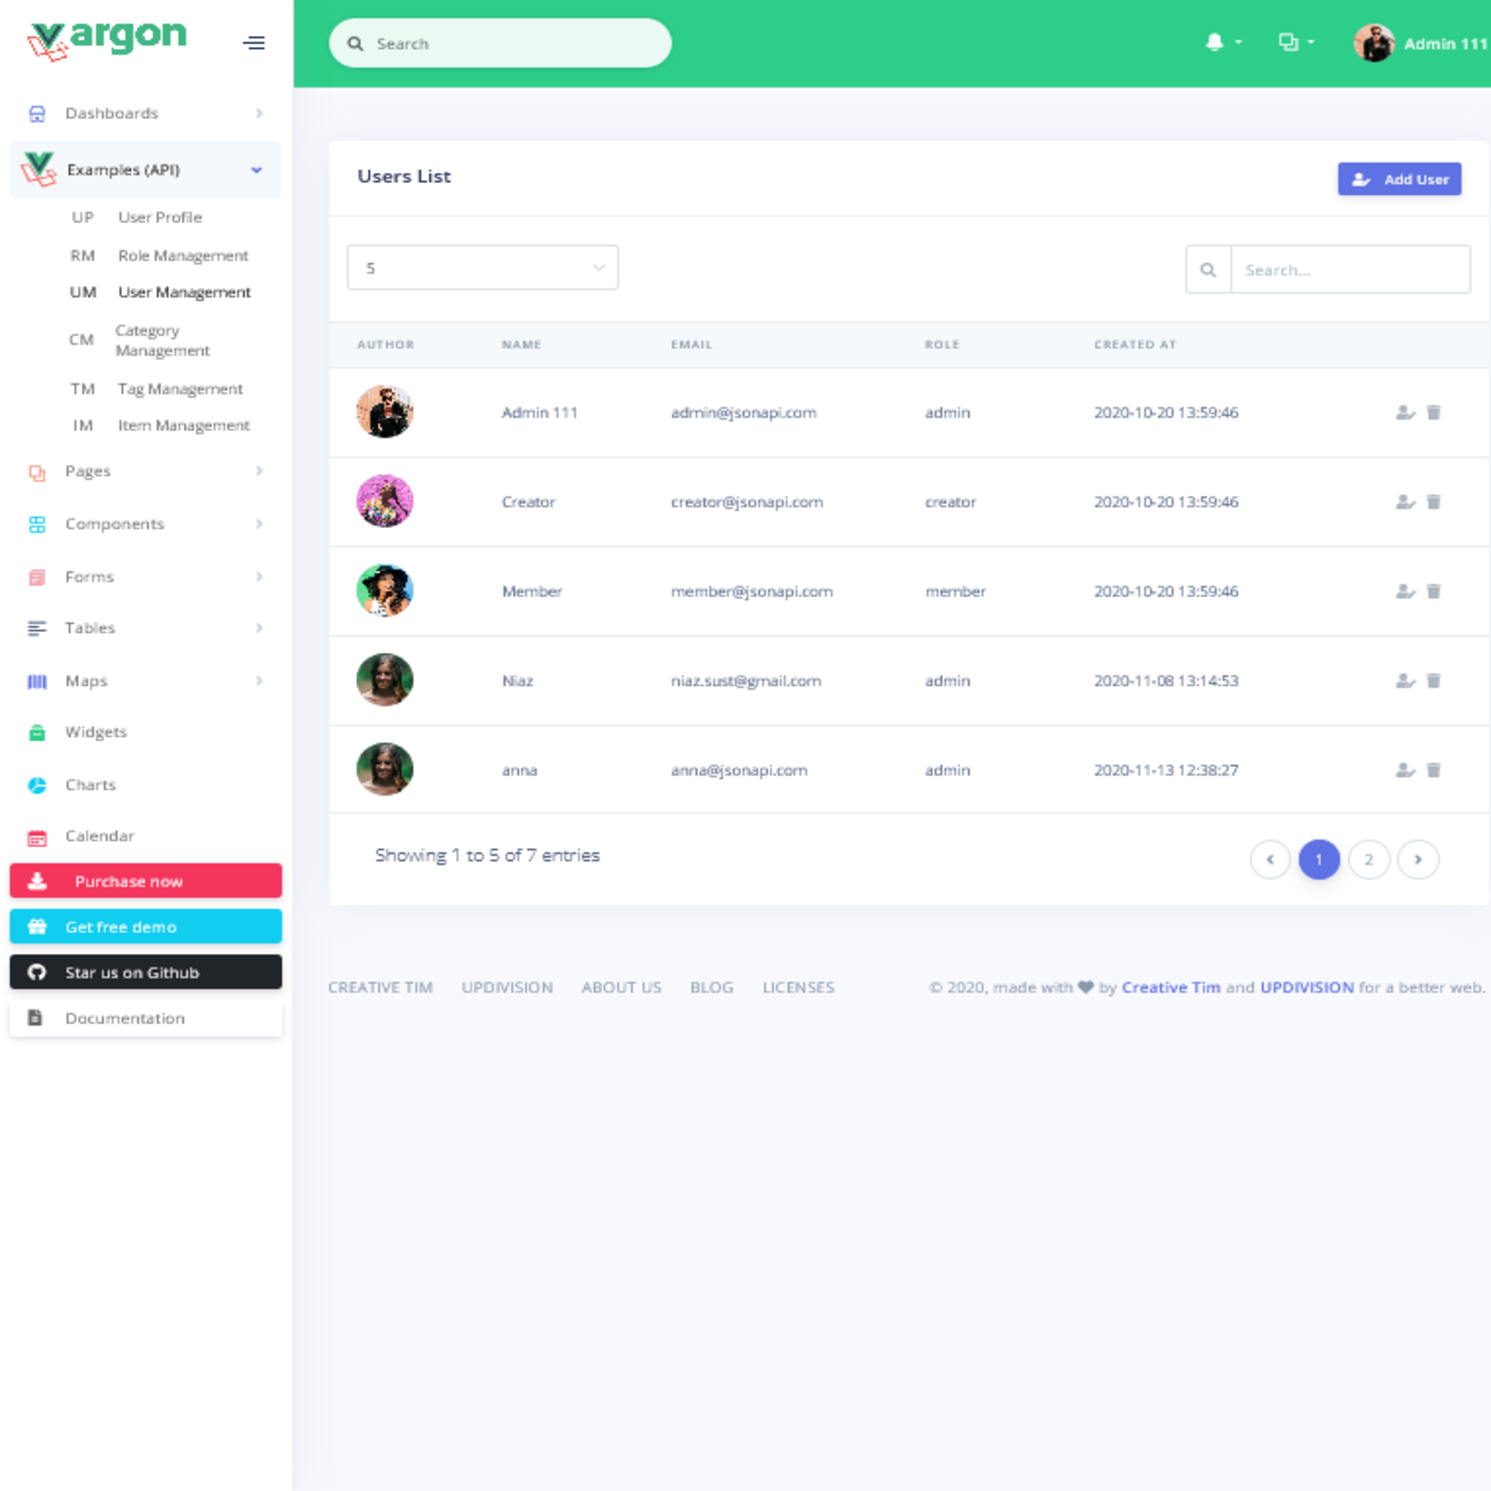 argon
Dashboards
Examples (API)
UP User Profile
RM Role Management
UM User Management
CM Category
Management
TM Tag Management
IM Item Management
Pages
Components
Forms
Tables
Maps
Widgets
Charts
Calendar
Purchase now
Get free demo
Star us on Github
Documentation
Search
Admin 111
Users List
Add User
5
Search...
AUTHOR NAME EMAIL ROLE CREATED AT
Admin 111 admin@jsonapi.com admin 2020-10-20 13:59:46
Creator creator@jsonapi.com creator 2020-10-20 13:59:46
Member member@jsonapi.com member 2020-10-20 13:59:46
Niaz niaz.sust@gmail.com admin 2020-11-08 13:14:53
anna anna@jsonapi.com admin 2020-11-13 12:38:27
Showing 1 to 5 of 7 entries
1 2
CREATIVE TIM UPDIVISION ABOUT US BLOG LICENSES
© 2020, made with ♥ by Creative Tim and UPDIVISION for a better web.